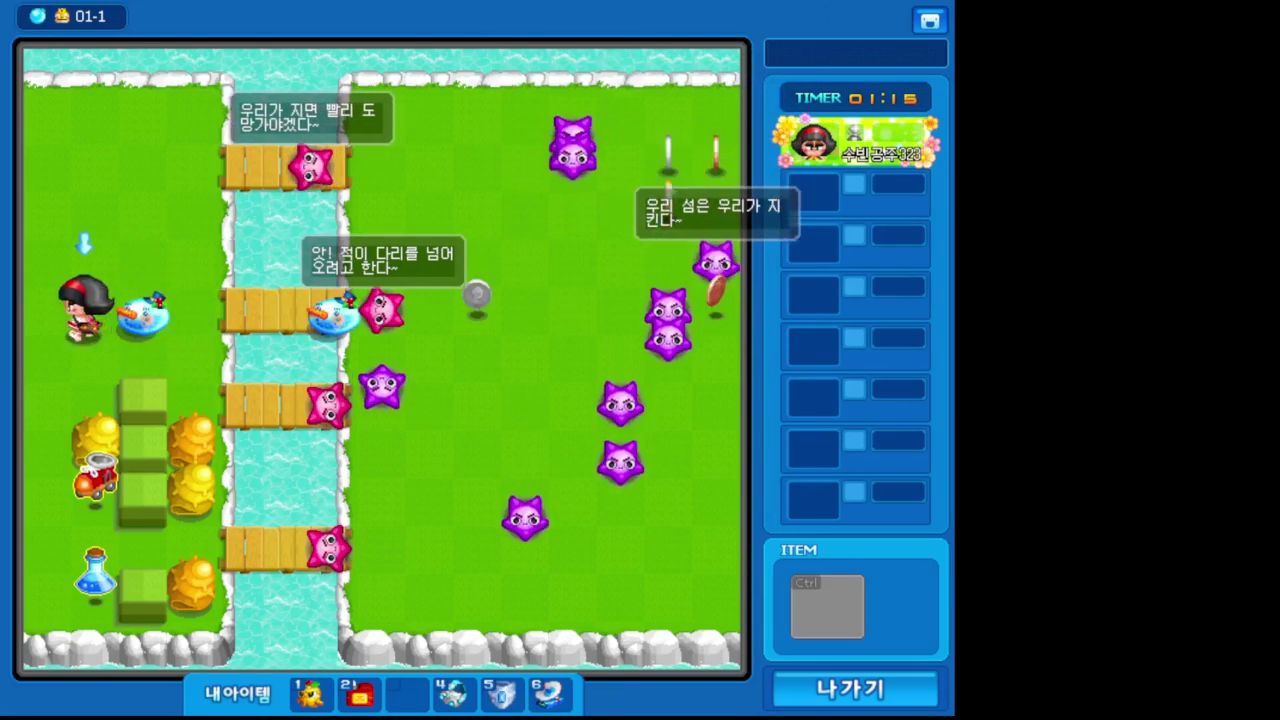 01-1
우리가 지면 빨리 도
망가야겠다~
TIMER 01:15
수빈공주323
우리 섬은 우리가 지
킨다~
앗! 적이 다리를 넘어
오려고 한다~
ITEM
Ctrl
내아이템
1
2
4
5
6
나가기